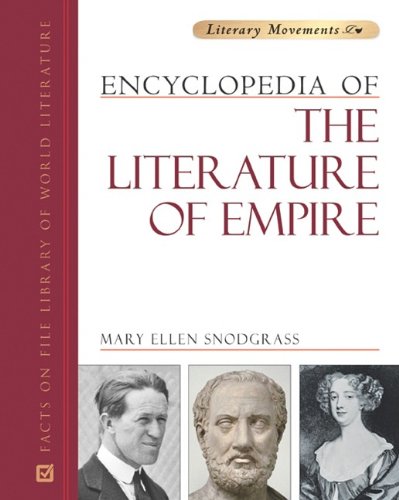 Literary Movements
ENCYCLOPEDIA OF
THE
LITERATURE
OF EMPIRE
MARY ELLEN SNODGRASS
FACTS ON FILE LIBRARY OF WORLD LITERATURE